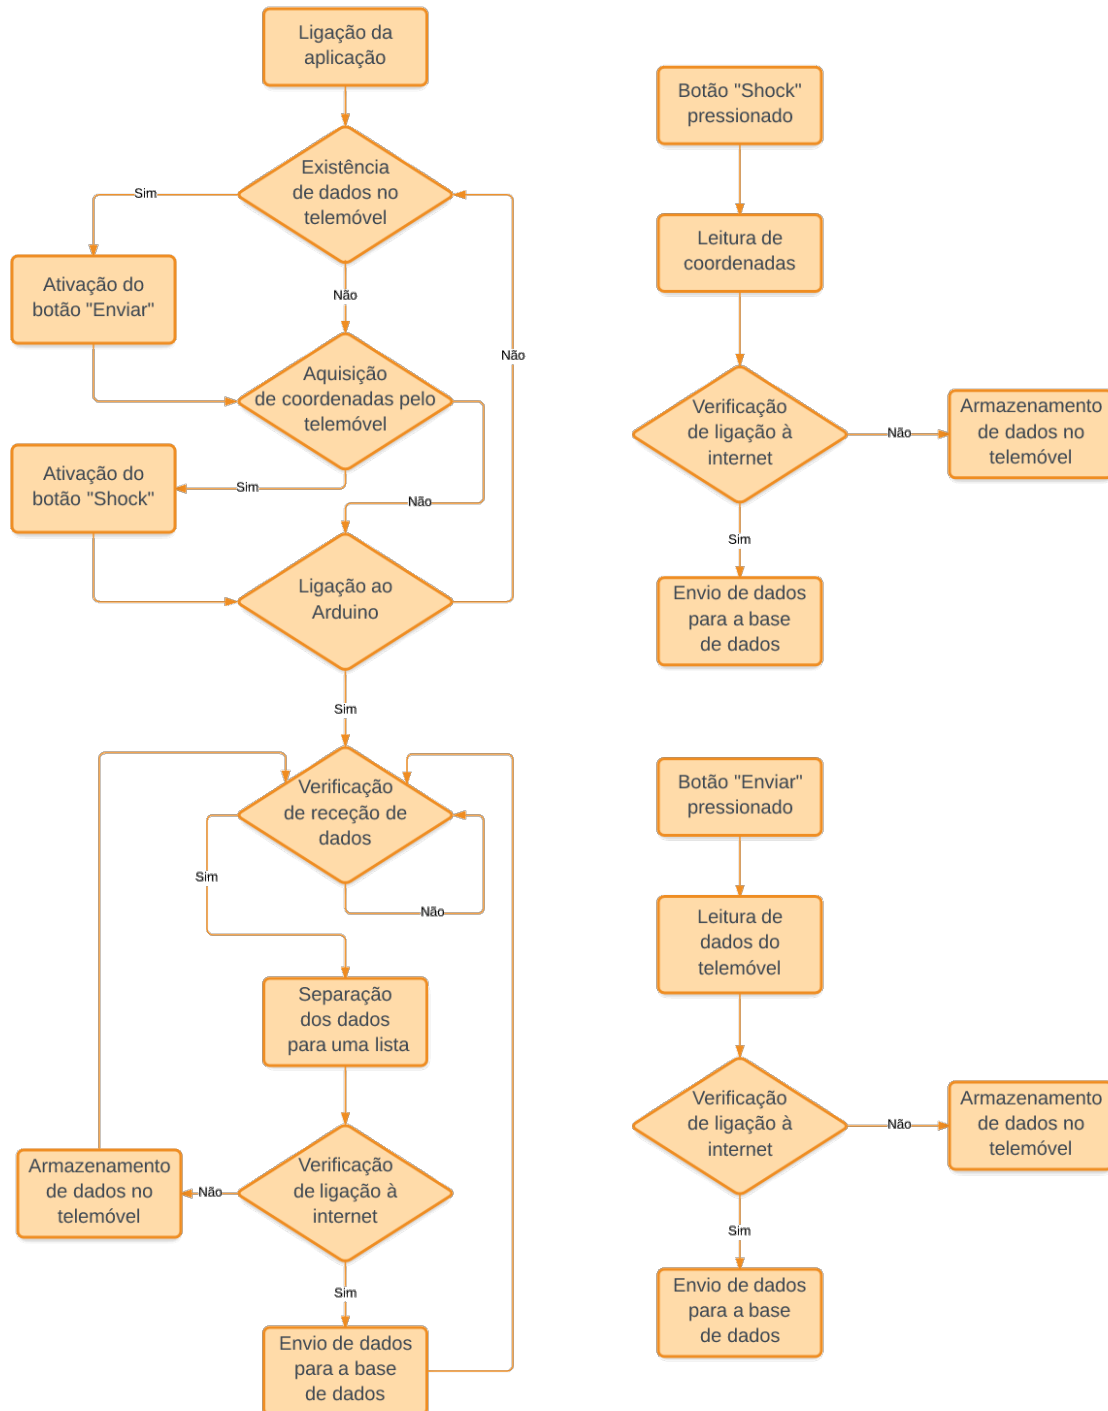 Ligação da
aplicação
Existência
de dados no
telemóvel
Sim
Não
Ativação do
botão "Enviar"
Aquisição
de coordenadas pelo
telemóvel
Não
Sim
Não
Ativação do
botão "Shock"
Ligação ao
Arduino
Sim
Verificação
de receção de
dados
Sim
Não
Separação
dos dados
para uma lista
Verificação
de ligação à
internet
Não
Armazenamento
de dados no
telemóvel
Sim
Envio de dados
para a base
de dados
Botão "Shock"
pressionado
Leitura de
coordenadas
Verificação
de ligação à
internet
Não
Armazenamento
de dados no
telemóvel
Sim
Envio de dados
para a base
de dados
Botão "Enviar"
pressionado
Leitura de
dados do
telemóvel
Verificação
de ligação à
internet
Não
Armazenamento
de dados no
telemóvel
Sim
Envio de dados
para a base
de dados